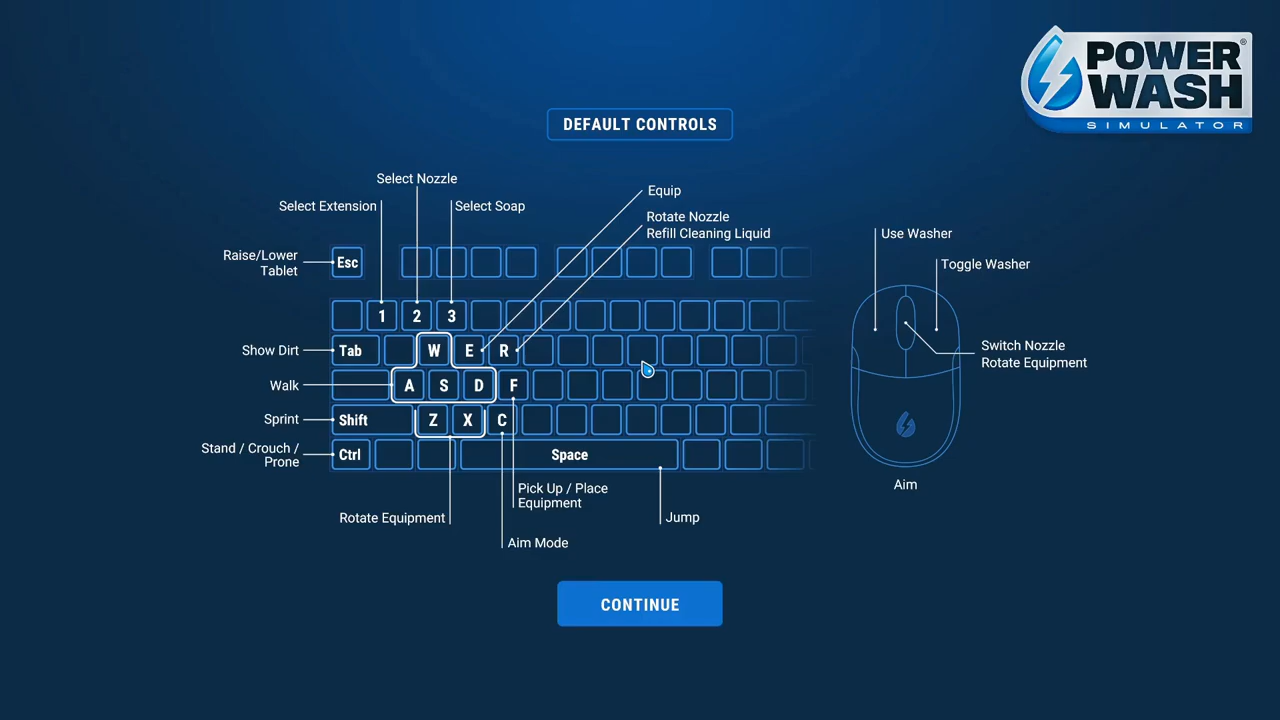 POWER
WASH®
SIMULATOR
DEFAULT CONTROLS
Select Nozzle
Select Extension
Select Soap
Equip
Rotate Nozzle
Refill Cleaning Liquid
Raise/Lower
Tablet
Esc
1 2 3
Show Dirt
Tab W E R
Walk
A S D F
Sprint
Shift Z X C
Stand / Crouch /
Prone
Ctrl Space
Rotate Equipment
Aim Mode
Pick Up / Place
Equipment
Jump
Use Washer
Toggle Washer
Switch Nozzle
Rotate Equipment
Aim
CONTINUE